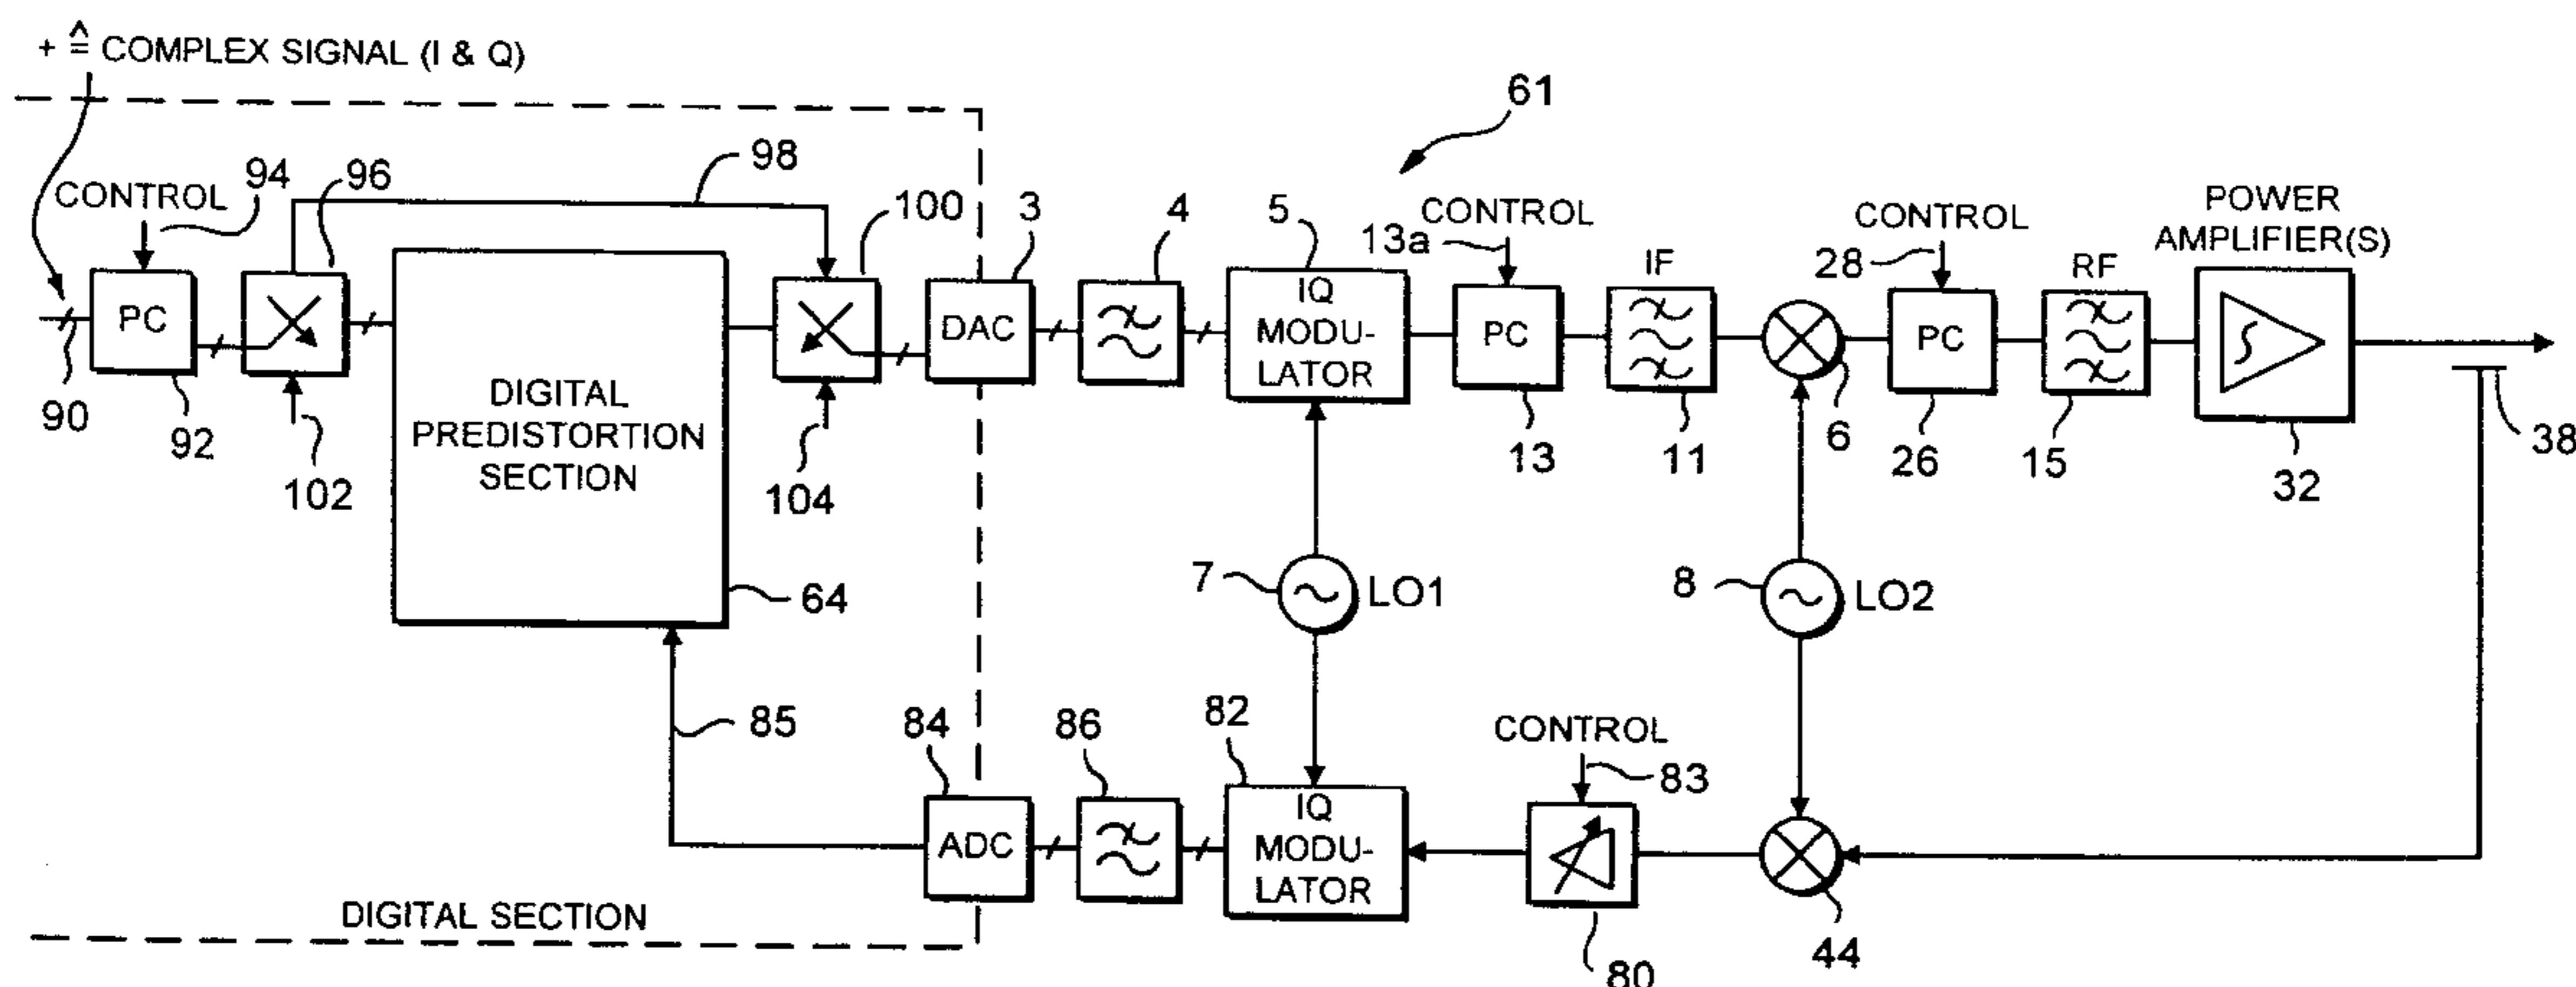 + ≙ COMPLEX SIGNAL (I & Q)
61
98
94
96
CONTROL
100
3
4
5
CONTROL
13a
CONTROL
28
POWER
AMPLIFIER(S)
IF
RF
PC
DAC
IQ
MODU-
LATOR
PC
PC
90
92
102
DIGITAL
PREDISTORTION
SECTION
104
13
11
6
26
15
32
38
64
7
LO1
8
LO2
85
84
86
82
CONTROL
83
ADC
IQ
MODU-
LATOR
80
44
DIGITAL SECTION